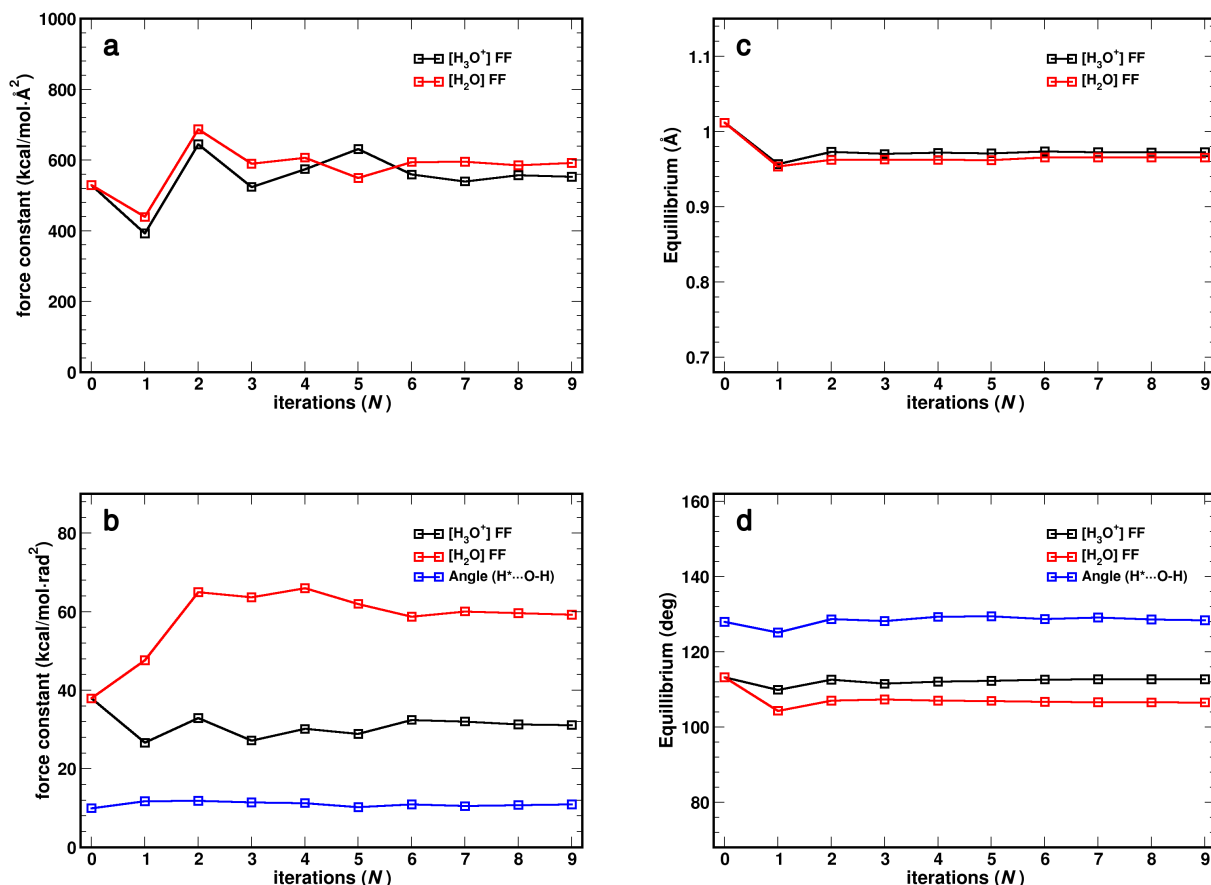 a
[H3O+] FF
[H2O] FF
force constant (kcal/mol·Å2)
1000
800
600
400
200
0
0 1 2 3 4 5 6 7 8 9
iterations (N)
c
[H3O+] FF
[H2O] FF
Equillibrium (Å)
1.1
1
0.9
0.8
0.7
0 1 2 3 4 5 6 7 8 9
iterations (N)
b
[H3O+] FF
[H2O] FF
Angle (H*···O-H)
force constant (kcal/mol·rad2)
80
60
40
20
0
0 1 2 3 4 5 6 7 8 9
iterations (N)
d
[H3O+] FF
[H2O] FF
Angle (H*···O-H)
Equilibrium (deg)
160
140
120
100
80
0 1 2 3 4 5 6 7 8 9
iterations (N)